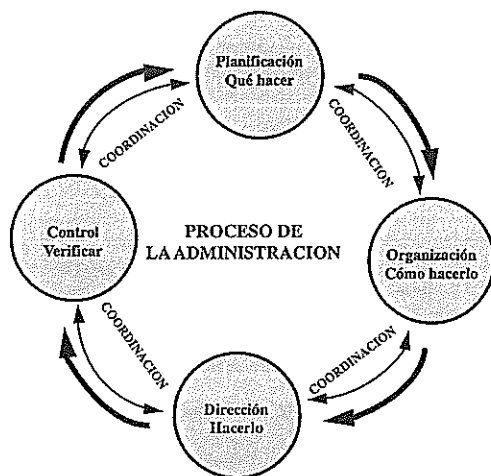 Planificación
Qué hacer
COORDINACION
COORDINACION
Control
Verificar
PROCESO DE
LA ADMINISTRACION
Organización
Cómo hacerlo
COORDINACION
COORDINACION
Dirección
Hacerlo